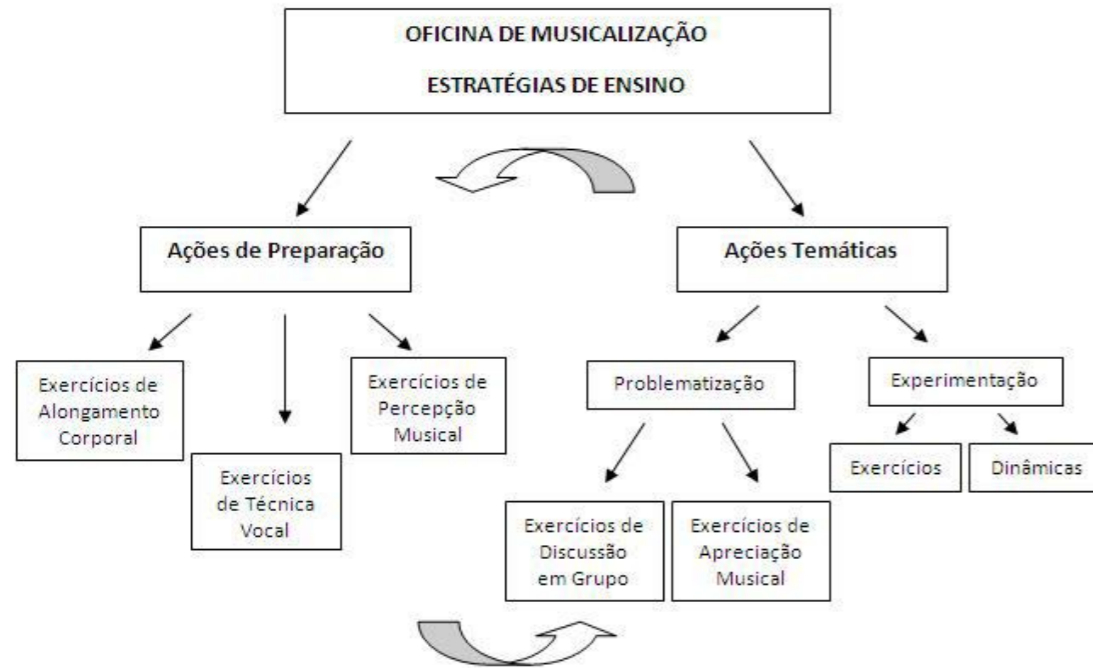 OFICINA DE MUSICALIZAÇÃO
ESTRATÉGIAS DE ENSINO
Ações de Preparação
Ações Temáticas
Exercícios de
Alongamento
Corporal
Exercícios
de Técnica
Vocal
Exercícios de
Percepção
Musical
Problematização
Experimentação
Exercícios de
Discussão
em Grupo
Exercícios de
Apreciação
Musical
Exercícios
Dinâmicas